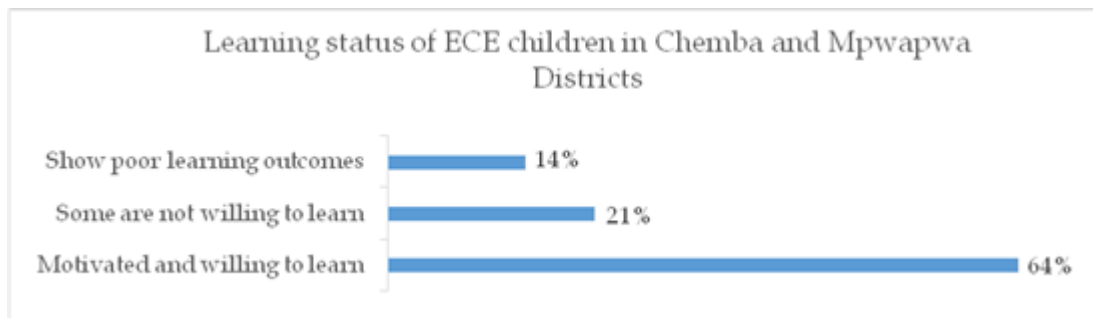 Learning status of ECE children in Chemba and Mpwapwa
Districts
Show poor learning outcomes 14%
Some are not willing to learn 21%
Motivated and willing to learn 64%